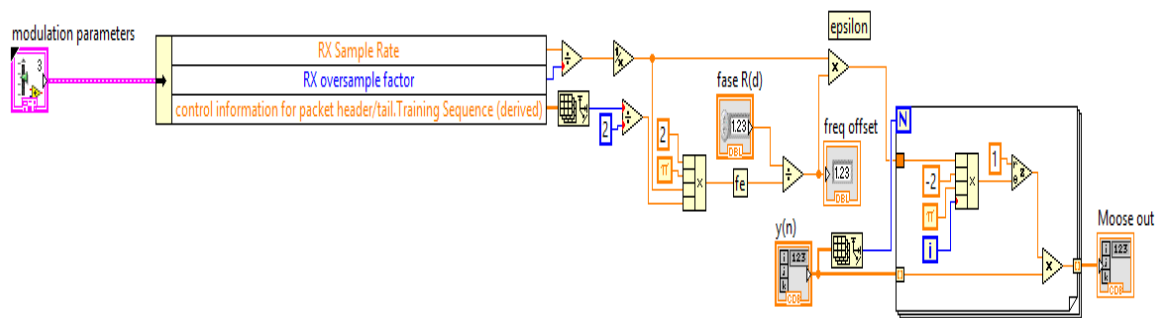 modulation parameters
3
RX Sample Rate
RX oversample factor
control information for packet header/tail.Training Sequence (derived)
÷
1/x
2
÷
2
π
x
fe
fase R(d)
1.23
DBL
÷
epsilon
x
freq offset
1.23
DBL
y(n)
i
j
k
123
CDB
N
-2
π
i
x
1
r
θ
z
x
Moose out
i
j
k
123
CDB